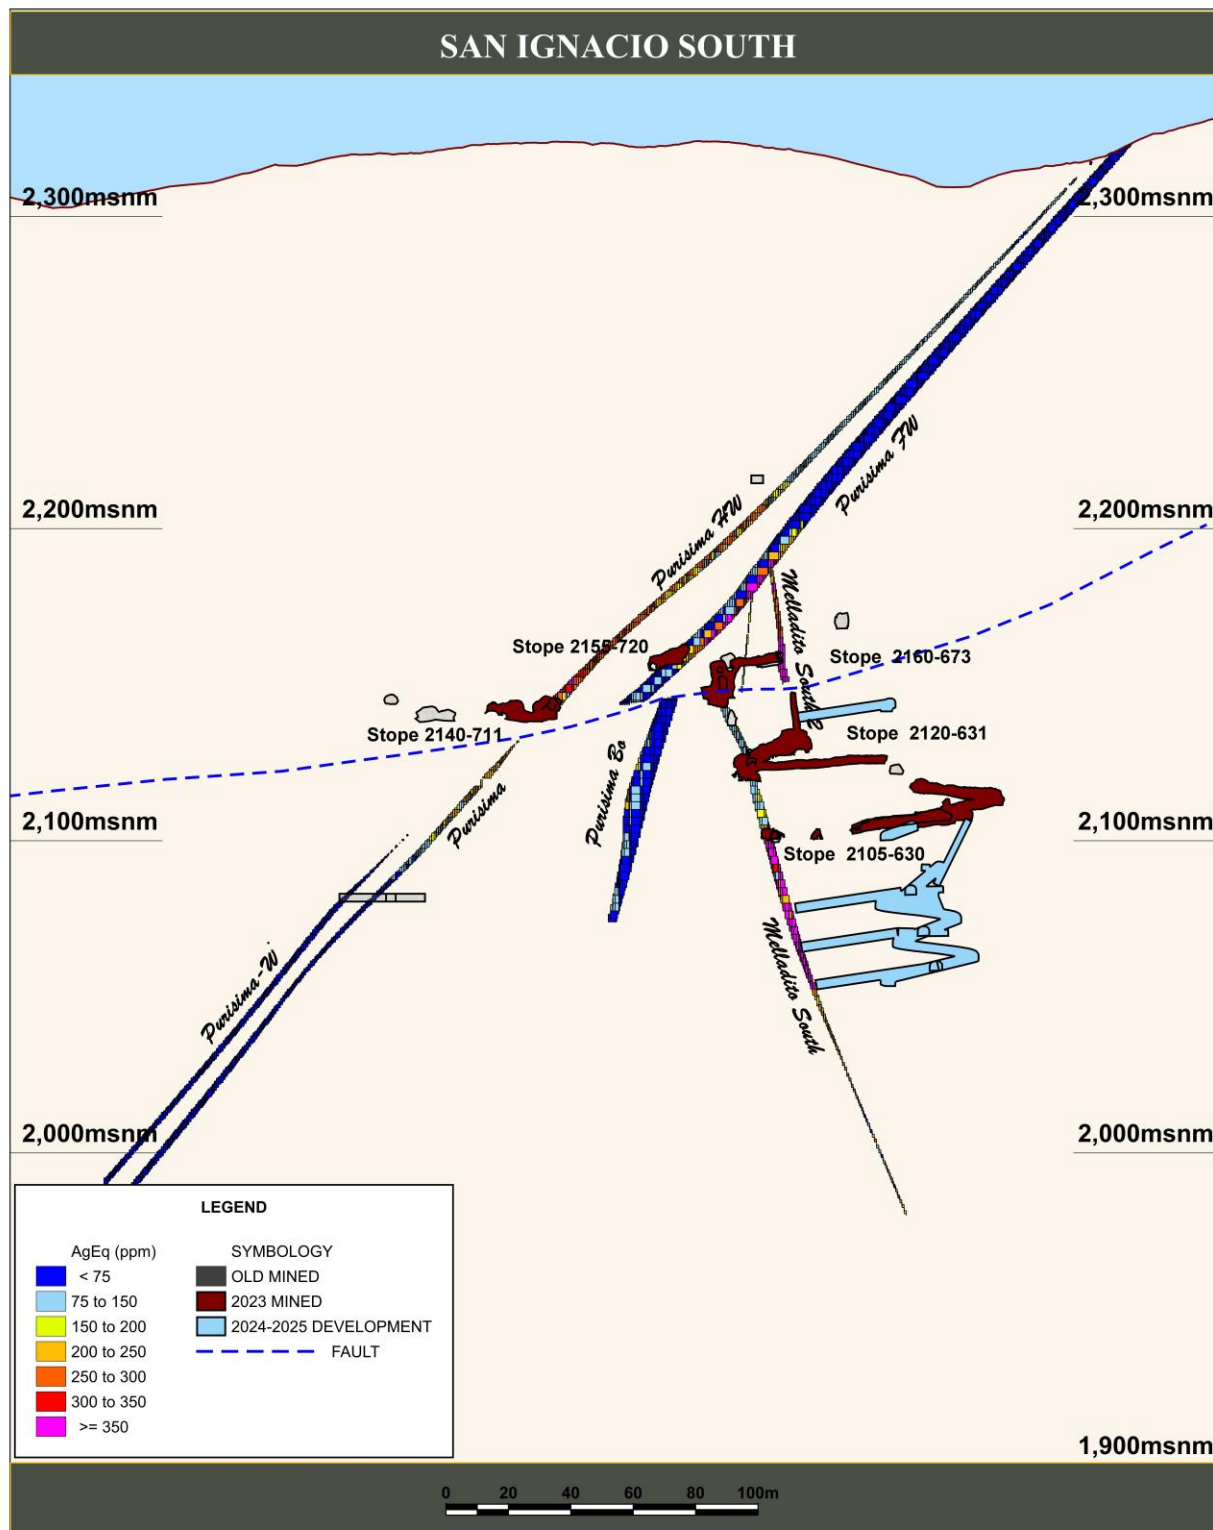 SAN IGNACIO SOUTH
2,300msnm
2,300msnm
Purisima FW
2,200msnm
2,200msnm
Purisima HW
Melladito South2
Stope 2155-720
Stope 2160-673
Stope 2140-711
Stope 2120-631
Purisima Bo
Purisima
2,100msnm
2,100msnm
Stope 2105-630
Purisima-W
Melladito South
2,000msnm
2,000msnm
LEGEND
AgEq (ppm)
< 75
75 to 150
150 to 200
200 to 250
250 to 300
300 to 350
>= 350
SYMBOLOGY
OLD MINED
2023 MINED
2024-2025 DEVELOPMENT
FAULT
1,900msnm
0 20 40 60 80 100m